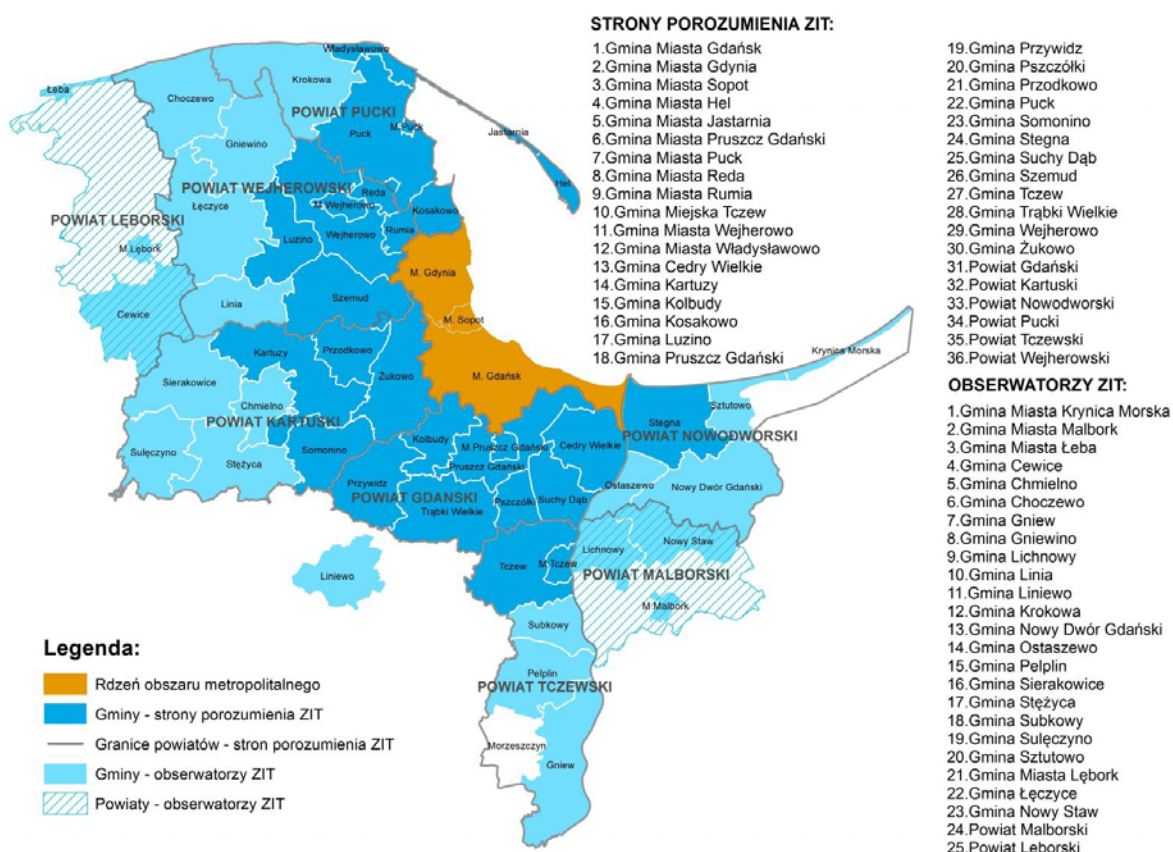 STRONY POROZUMIENIA ZIT:
1.Gmina Miasta Gdańsk
2.Gmina Miasta Gdynia
3.Gmina Miasta Sopot
4.Gmina Miasta Hel
5.Gmina Miasta Jastarnia
6.Gmina Miasta Pruszcz Gdański
7.Gmina Miasta Puck
8.Gmina Miasta Reda
9.Gmina Miasta Rumia
10.Gmina Miejska Tczew
11.Gmina Miasta Wejherowo
12.Gmina Miasta Władysławowo
13.Gmina Cedry Wielkie
14.Gmina Kartuzy
15.Gmina Kolbudy
16.Gmina Kosakowo
17.Gmina Luzino
18.Gmina Pruszcz Gdański
19.Gmina Przywidz
20.Gmina Pszczółki
21.Gmina Przodkowo
22.Gmina Puck
23.Gmina Somonino
24.Gmina Stegna
25.Gmina Suchy Dąb
26.Gmina Szemud
27.Gmina Tczew
28.Gmina Trąbki Wielkie
29.Gmina Wejherowo
30.Gmina Żukowo
31.Powiat Gdański
32.Powiat Kartuski
33.Powiat Nowodworski
34.Powiat Pucki
35.Powiat Tczewski
36.Powiat Wejherowski
OBSERWATORZY ZIT:
1.Gmina Miasta Krynica Morska
2.Gmina Miasta Malbork
3.Gmina Miasta Łeba
4.Gmina Cewice
5.Gmina Chmielno
6.Gmina Choczewo
7.Gmina Gniew
8.Gmina Gniewino
9.Gmina Lichnowy
10.Gmina Linia
11.Gmina Liniewo
12.Gmina Krokowa
13.Gmina Nowy Dwór Gdański
14.Gmina Ostaszewo
15.Gmina Pelplin
16.Gmina Sierakowice
17.Gmina Stężyca
18.Gmina Subkowy
19.Gmina Sulęczyno
20.Gmina Sztutowo
21.Gmina Miasta Lębork
22.Gmina Łęczyce
23.Gmina Nowy Staw
24.Powiat Malborski
25.Powiat Lęborski
Władysławowo
Krokowa
Łeba
Choczewo
POWIAT PUCKI
Puck
M.Puck
Jastarnia
Gniewino
Hel
POWIAT WEJHEROWSKI
Reda
Łęczyce
M.Wejherowo
Kosakowo
POWIAT LĘBORSKI
Luzino
Wejherowo
Rumia
M.Lębork
M. Gdynia
Linia
Szemud
Cewice
M. Sopot
Kartuzy
Przodkowo
Krynica Morska
Sierakowice
Żukowo
M. Gdańsk
Chmielno
Sztutowo
POWIAT KARTUSKI
Stegna
POWIAT NOWODWORSKI
Kolbudy
M.Pruszcz Gdański
Cedry Wielkie
Sulęczyno
Stężyca
Somonino
Pruszcz Gdański
Przywidz
Ostaszewo
Nowy Dwór Gdański
POWIAT GDAŃSKI
Pszczółki
Suchy Dąb
Trąbki Wielkie
Lichnowy
Nowy Staw
Liniewo
Tczew
M.Tczew
POWIAT MALBORSKI
M.Malbork
Subkowy
Pelplin
POWIAT TCZEWSKI
Morzeszczyn
Gniew
Legenda:
Rdzeń obszaru metropolitalnego
Gminy - strony porozumienia ZIT
Granice powiatów - stron porozumienia ZIT
Gminy - obserwatorzy ZIT
Powiaty - obserwatorzy ZIT